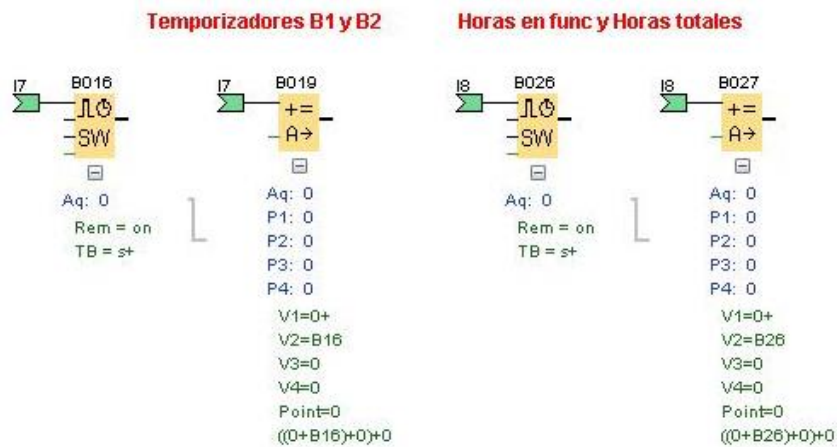 Temporizadores B1 y B2 Horas en func y Horas totales
I7 B016 I7 B019 I8 B026 I8 B027
SW A→ SW A→
+= +=
Aq: 0
Rem = on
TB = s+
Aq: 0
P1: 0
P2: 0
P3: 0
P4: 0
V1=0+
V2=B16
V3=0
V4=0
Point=0
((0+B16)+0)+0
Aq: 0
Rem = on
TB = s+
Aq: 0
P1: 0
P2: 0
P3: 0
P4: 0
V1=0+
V2=B26
V3=0
V4=0
Point=0
((0+B26)+0)+0